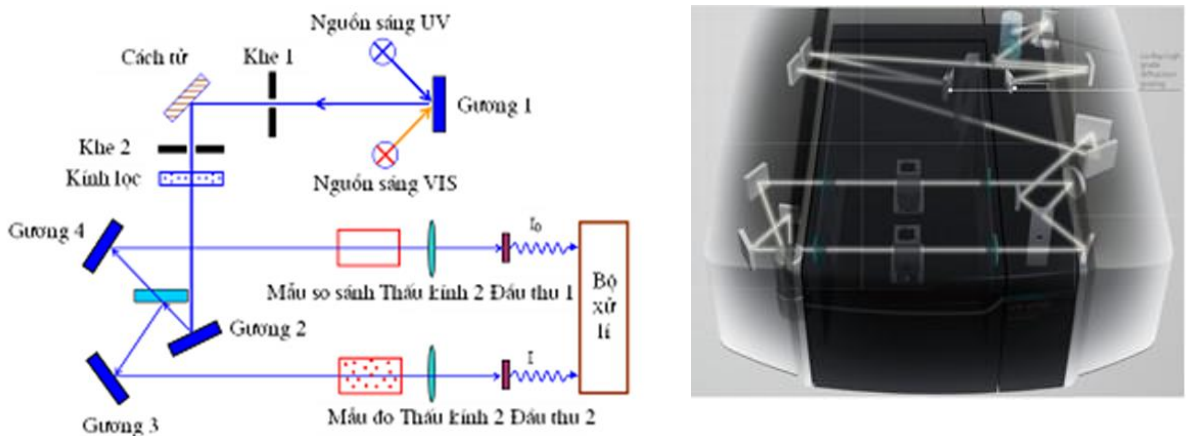 Nguồn sáng UV
Cách tử
Khe 1
Gương 1
Khe 2
Kính lọc
Nguồn sáng VIS
Gương 4
I₀
Mẫu so sánh Thấu kính 2 Đầu thu 1
Bộ
xử
lí
Gương 2
I
Mẫu đo Thấu kính 2 Đầu thu 2
Gương 3